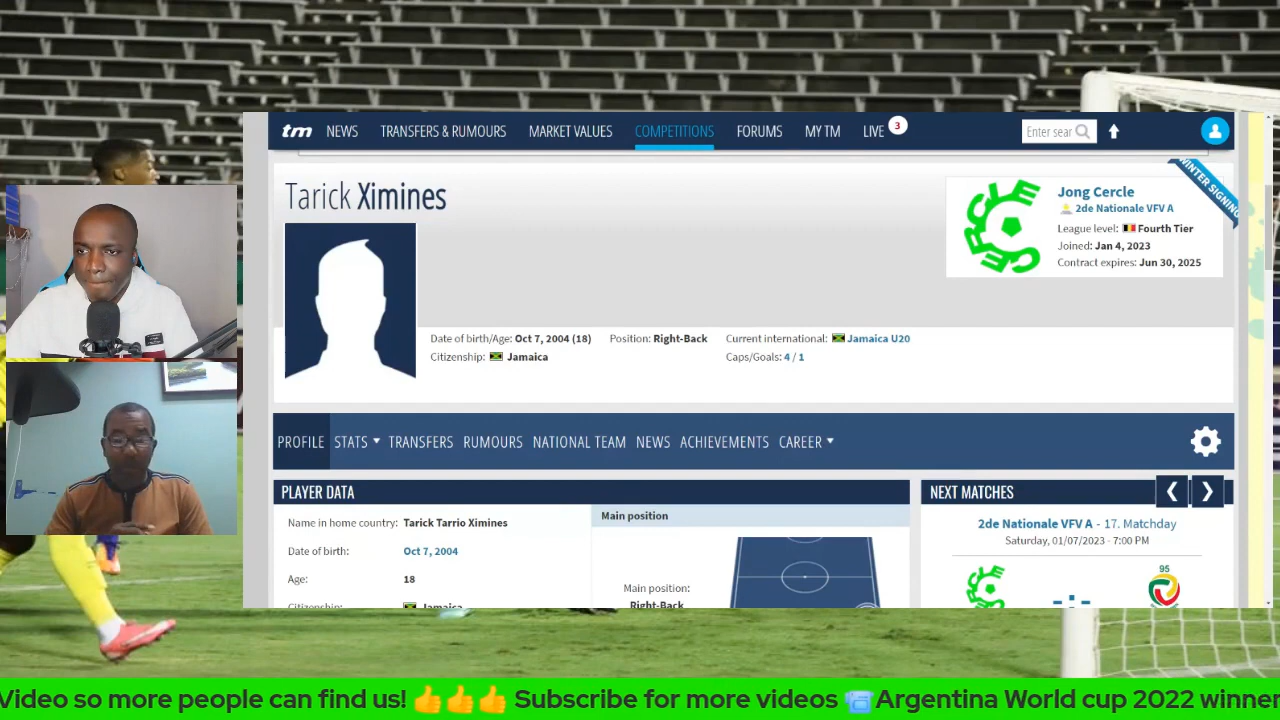 tm NEWS TRANSFERS & RUMOURS MARKET VALUES COMPETITIONS FORUMS MY TM LIVE 3 Enter sear
Tarick Ximines
WINTER SIGNING
Jong Cercle
2de Nationale VFV A
League level: Fourth Tier
Joined: Jan 4, 2023
Contract expires: Jun 30, 2025
Date of birth/Age: Oct 7, 2004 (18) Position: Right-Back Current international: Jamaica U20
Citizenship: Jamaica Caps/Goals: 4 / 1
PROFILE STATS TRANSFERS RUMOURS NATIONAL TEAM NEWS ACHIEVEMENTS CAREER
PLAYER DATA
Name in home country: Tarick Tarrio Ximines
Date of birth: Oct 7, 2004
Age: 18
Citizenship: Jamaica
Main position
Main position:
Right-Back
NEXT MATCHES
2de Nationale VFV A - 17. Matchday
Saturday, 01/07/2023 - 7:00 PM
95
Video so more people can find us! 👍👍👍 Subscribe for more videos 📹Argentina World cup 2022 winner